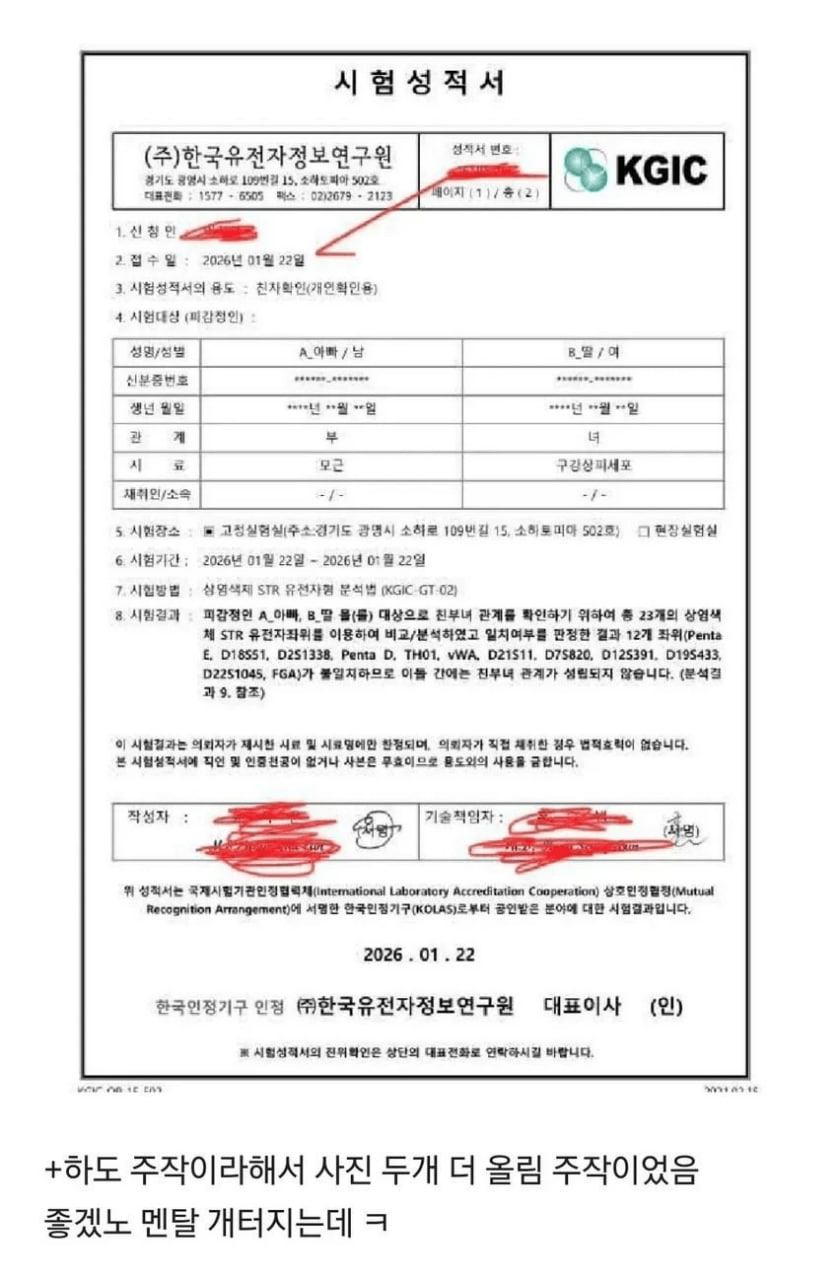 시험성적서
(주)한국유전자정보연구원
경기도 광명시 소하로 109번길 15, 소하토피아 502호
대표전화 : 1577 - 6505 팩스 : 02)2679 - 2123
성적서 번호 :
페이지 ( 1 ) / 총 ( 2 )
KGIC
1. 신 청 인
2. 접 수 일 : 2026년 01월 22일
3. 시험성적서의 용도 : 친자확인(개인확인용)
4. 시험대상 (피감정인) :
성명/성별 A_아빠 / 남 B_딸 / 여
신분증번호 ******-******* ******-*******
생년 월일 ****년 **월 **일 ****년 **월 **일
관 계 부 녀
시 료 모근 구강상피세포
채취인/소속 - / - - / -
5. 시험장소 : ▣ 고정실험실(주소:경기도 광명시 소하로 109번길 15, 소하토피아 502호) □ 현장실험실
6. 시험기간 : 2026년 01월 22일 ~ 2026년 01월 22일
7. 시험방법 : 상염색체 STR 유전자형 분석법 (KGIC-GT-02)
8. 시험결과 : 피감정인 A_아빠, B_딸 을(를) 대상으로 친부녀 관계를 확인하기 위하여 총 23개의 상염색
체 STR 유전자좌위를 이용하여 비교/분석하였고 일치여부를 판정한 결과 12개 좌위(Penta
E, D18S51, D2S1338, Penta D, TH01, vWA, D21S11, D7S820, D12S391, D19S433,
D22S1045, FGA)가 불일치하므로 이들 간에는 친부녀 관계가 성립되지 않습니다. (분석결
과 9. 참조)
이 시험결과는 의뢰자가 제시한 시료 및 시료명에만 한정되며, 의뢰자가 직접 채취한 경우 법적효력이 없습니다.
본 시험성적서에 직인 및 인증천공이 없거나 사본은 무효이므로 용도외의 사용을 금합니다.
작성자 : (서명) 기술책임자 : (서명)
위 성적서는 국제시험기관인정협력체(International Laboratory Accreditation Cooperation) 상호인정협정(Mutual
Recognition Arrangement)에 서명한 한국인정기구(KOLAS)로부터 공인받은 분야에 대한 시험결과입니다.
2026 . 01 . 22
한국인정기구 인정 ㈜한국유전자정보연구원 대표이사 (인)
※ 시험성적서의 진위확인은 상단의 대표전화로 연락하시길 바랍니다.
+하도 주작이라해서 사진 두개 더 올림 주작이었음
좋겠노 멘탈 개터지는데 ㅋ